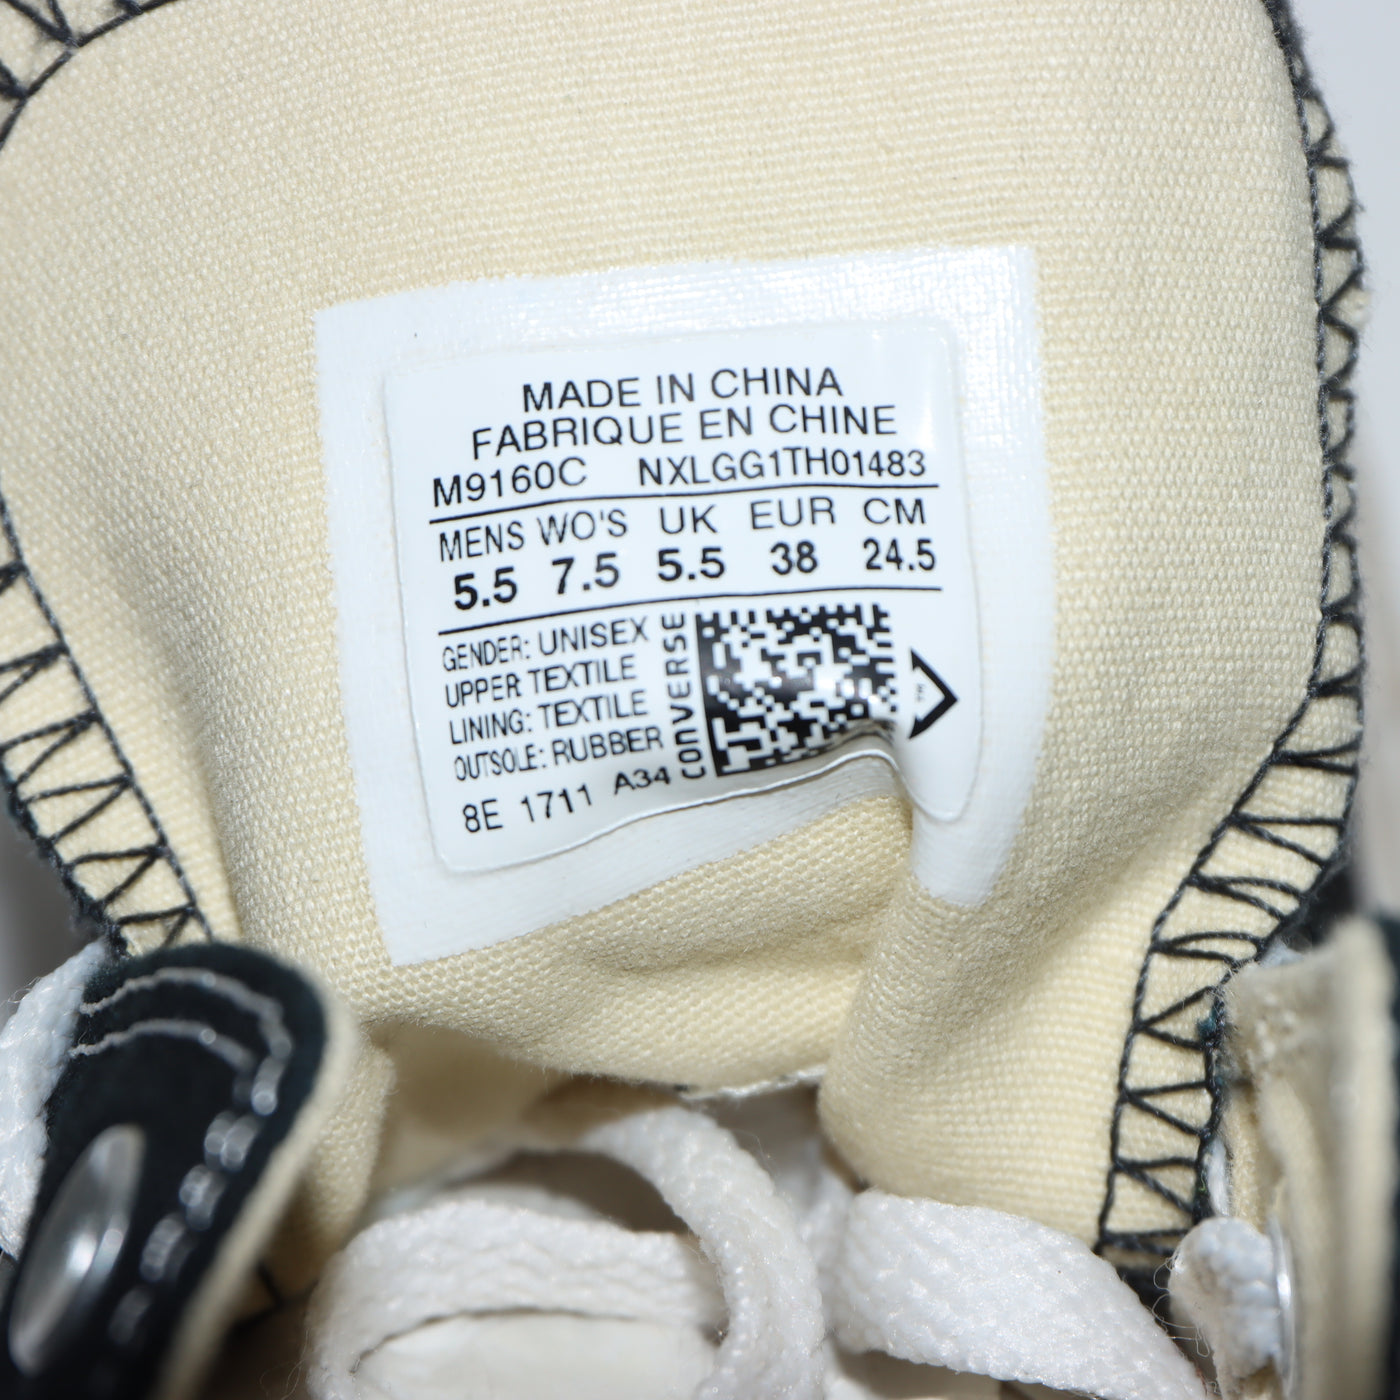 MADE IN CHINA
FABRIQUE EN CHINE
M9160C NXLGG1TH01483
MENS WO'S UK EUR CM
5.5 7.5 5.5 38 24.5
GENDER: UNISEX
UPPER TEXTILE
LINING: TEXTILE
OUTSOLE: RUBBER
8E 1711 A34
CONVERSE
TM